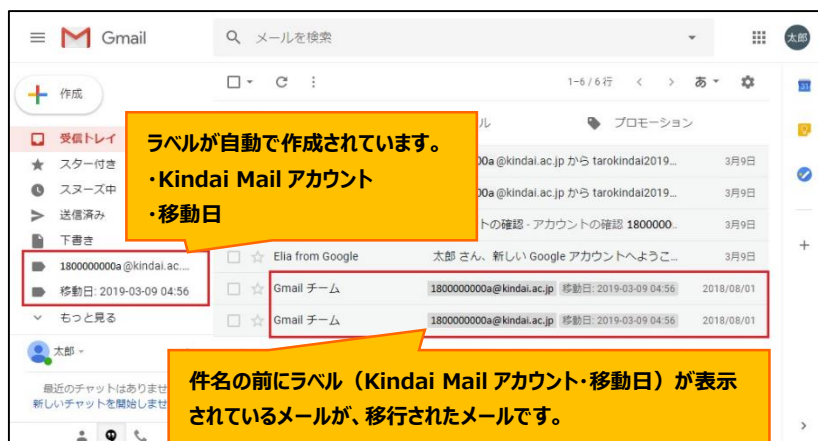 Gmail
メールを検索
太郎
作成
1-6 / 6 行
あ
31
受信トレイ
スター付き
スヌーズ中
送信済み
下書き
1800000000a@kindai.ac....
移動日: 2019-03-09 04:56
もっと見る
太郎
最近のチャットはありませ
新しいチャットを開始しませ
ラベルが自動で作成されています。
・Kindai Mail アカウント
・移動日
ル
プロモーション
00a@kindai.ac.jp から tarokindai2019... 3月9日
00a@kindai.ac.jp から tarokindai2019... 3月9日
トの確認 - アカウントの確認 1800000.. 3月9日
Elia from Google 太郎 さん、新しい Google アカウントへようこ... 3月9日
Gmail チーム 1800000000a@kindai.ac.jp 移動日: 2019-03-09 04:56 2018/08/01
Gmail チーム 1800000000a@kindai.ac.jp 移動日: 2019-03-09 04:56 2018/08/01
件名の前にラベル（Kindai Mail アカウント・移動日）が表示
されているメールが、移行されたメールです。